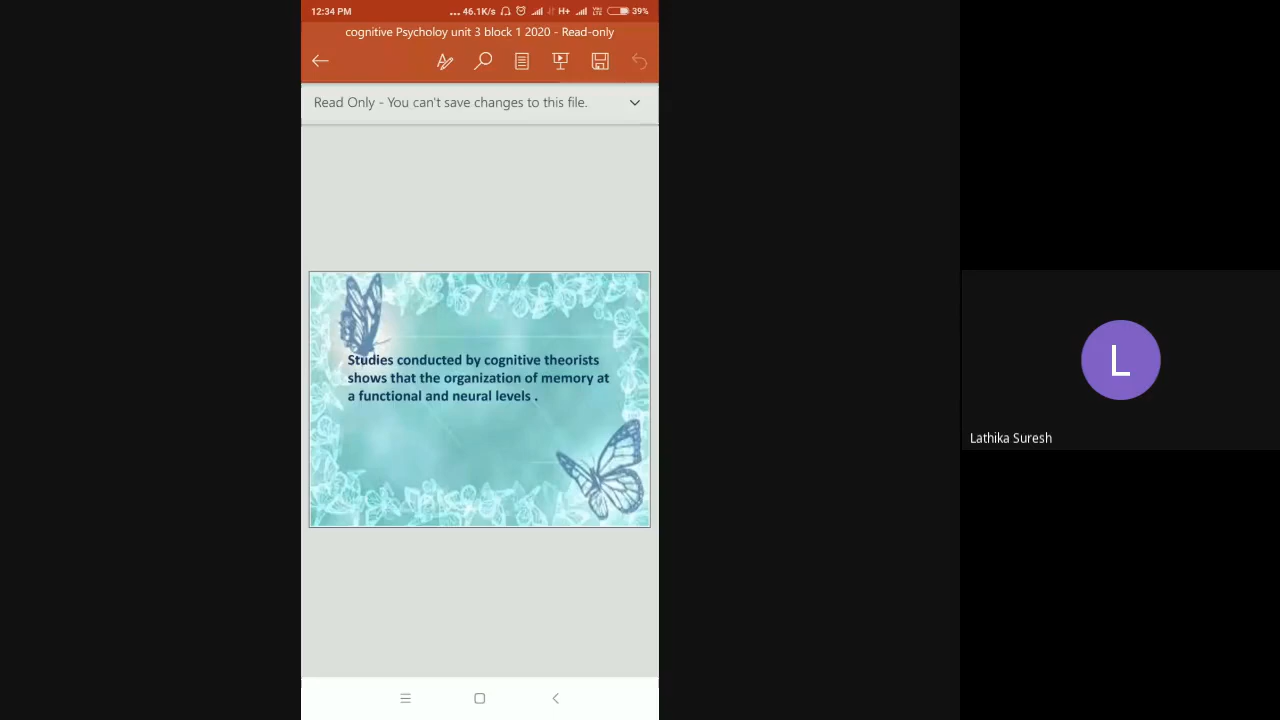 12:34 PM
... 46.1K/s
H+
VO LTE
39%
cognitive Psycholoy unit 3 block 1 2020 - Read-only
Read Only - You can't save changes to this file.
Studies conducted by cognitive theorists
shows that the organization of memory at
a functional and neural levels .
L
Lathika Suresh